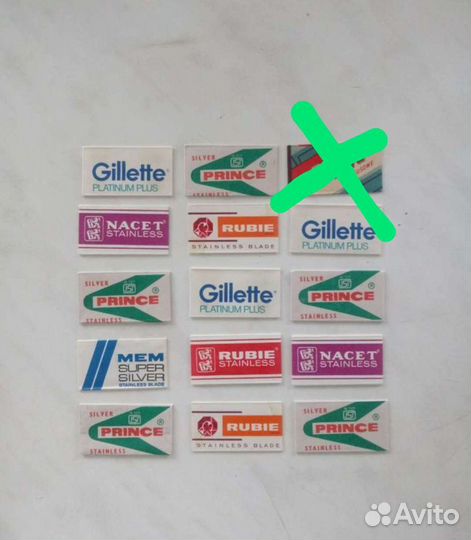 Gillette®
PLATINUM PLUS
SILVER
PRINCE®
NACET
STAINLESS
RUBIE
STAINLESS BLADE
Gillette®
PLATINUM PLUS
SILVER
PRINCE®
STAINLESS
Gillette®
PLATINUM PLUS
SILVER
PRINCE®
STAINLESS
MEM
SUPER
SILVER
STAINLESS BLADE
RUBIE
STAINLESS
NACET
STAINLESS
SILVER
PRINCE®
STAINLESS
RUBIE
STAINLESS BLADE
SILVER
PRINCE®
STAINLESS
Avito